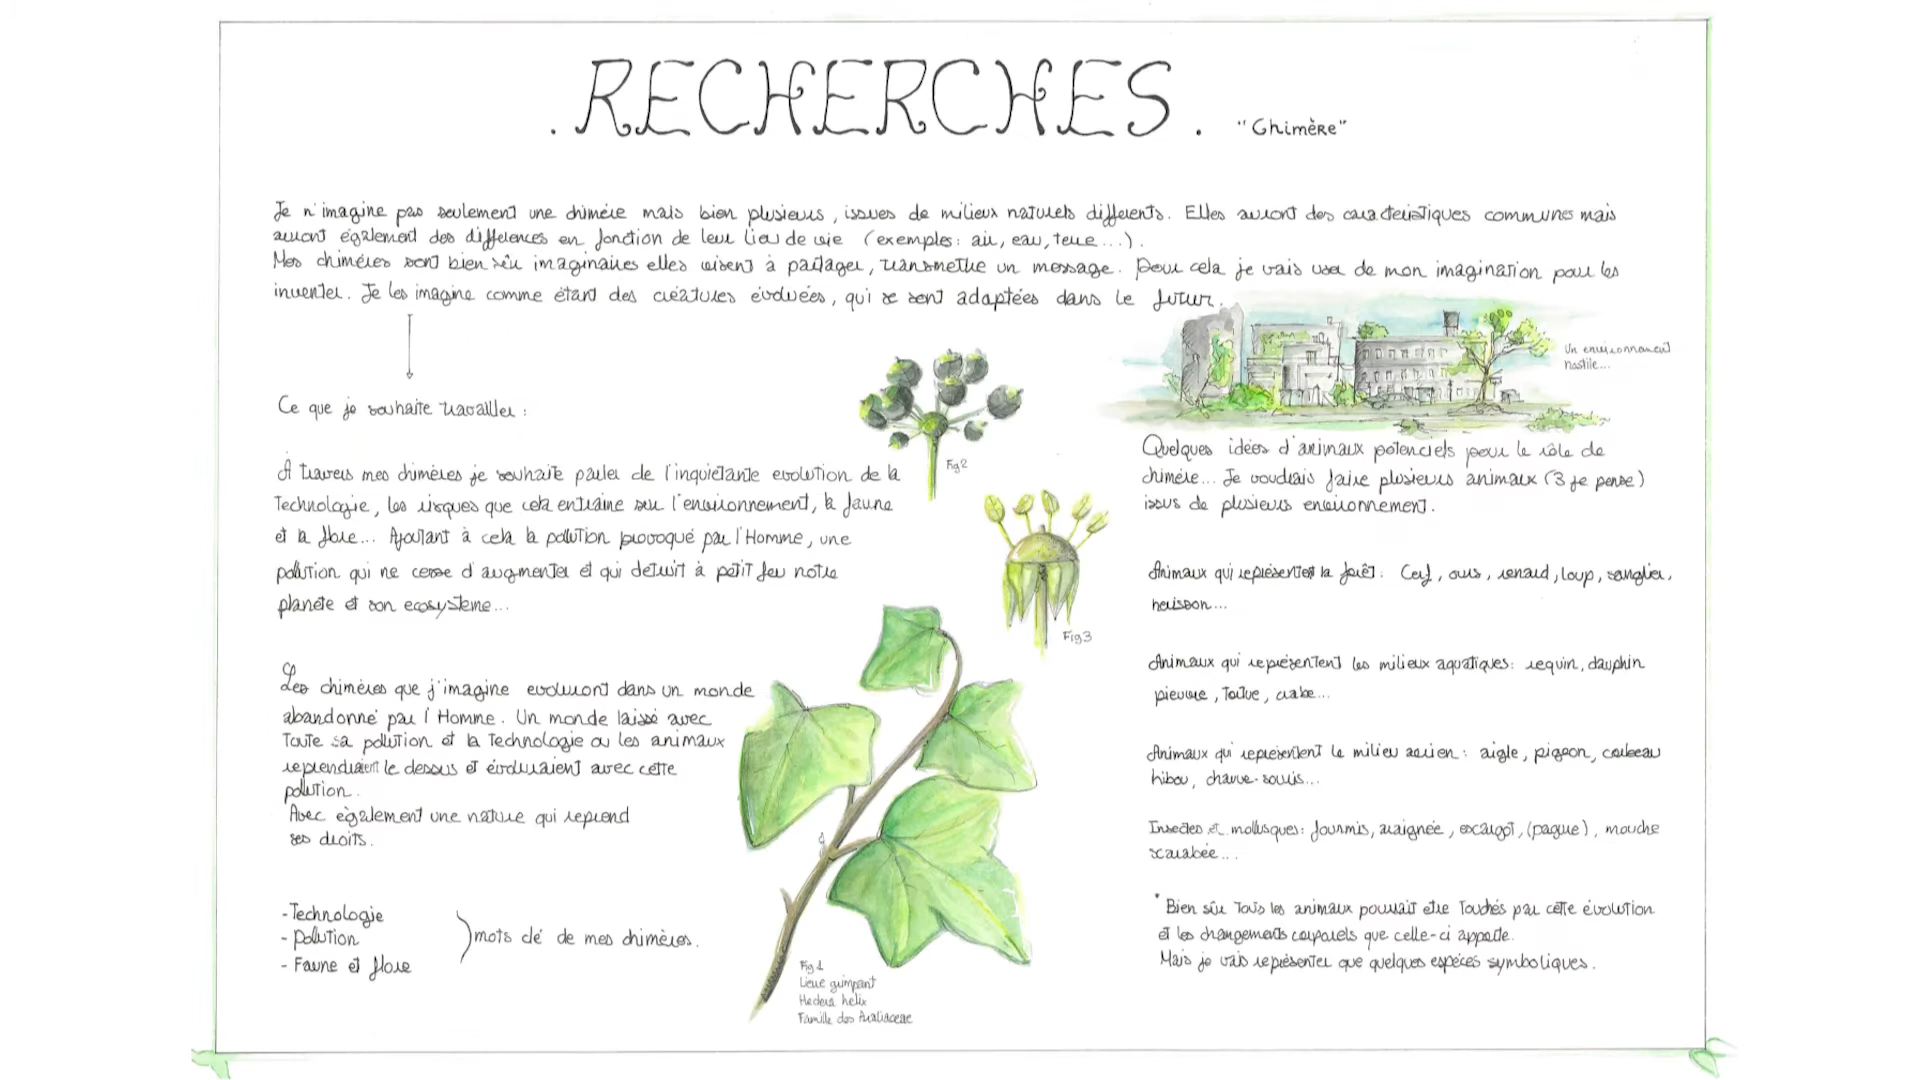 . RECHERCHES. "Chimère"
Je n'imagine pas seulement une chimère mais bien plusieurs, issues de milieux naturels différents. Elles auront des caractéristiques communes mais
auront également des différences en fonction de leur lieu de vie (exemples: air, eau, terre...).
Mes chimères sont bien sûr imaginaires elles visent à partager, transmettre un message. Pour cela je vais user de mon imagination pour les
inventer. Je les imagine comme étant des créatures évoluées, qui se sont adaptées dans le futur.
Ce que je souhaite travailler :
À travers mes chimères je souhaite parler de l'inquiétante evolution de la
Technologie, les risques que cela entraine sur l'environnement, la faune
et la flore... Ajoutant à cela la pollution provoqué par l'Homme, une
pollution qui ne cesse d'augmenter et qui detruit à petit feu notre
planète et son ecosysteme...
Les chimères que j'imagine evolueront dans un monde
abandonné par l'Homme. Un monde laissé avec
Toute sa pollution et la Technologie ou les animaux
reprendraient le dessus et évolueraient avec cette
pollution.
Avec également une nature qui reprend
ses droits.
-Technologie
- pollution
- Faune et flore
mots clé de mes chimères.
Fig2
Fig3
Fig 1
Lierre grimpant
Hedera helix
Famille des Araliaceae
Un environnement
hostile...
Quelques idées d'animaux potenciels pour le rôle de
chimère... Je voudrais faire plusieurs animaux (3 je pense)
issus de plusieurs environnement.
Animaux qui représentent la forêt: Cerf, ours, renard, loup, sanglier,
herisson...
Animaux qui représentent les milieux aquatiques: requin, dauphin
pieuvre, Tortue, crabe...
Animaux qui représentent le milieu aerien : aigle, pigeon, corbeau
hibou, chauve-souris...
Insectes et mollusques: fourmis, araignée, escargot, (pague), mouche
scarabée...
* Bien sûr Tous les animaux pouvait etre Touchés par cette évolution
et les changements corporels que celle-ci apporte.
Mais je vais représenter que quelques espèces symboliques.